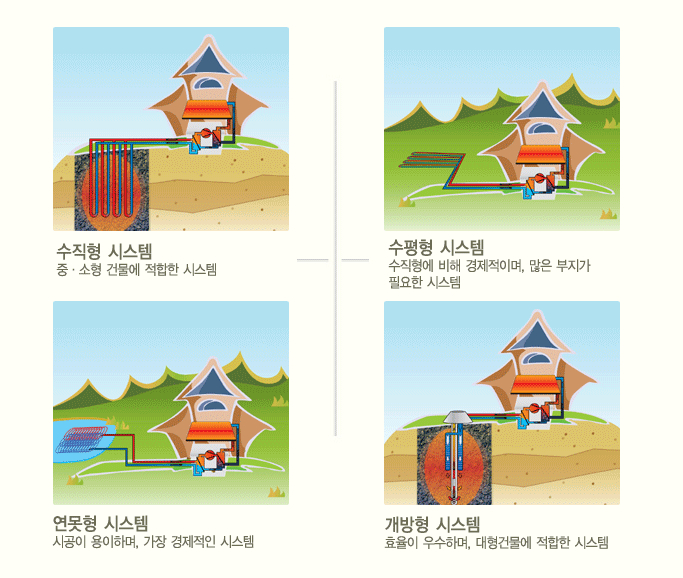 수직형 시스템
중·소형 건물에 적합한 시스템
수평형 시스템
수직형에 비해 경제적이며, 많은 부지가
필요한 시스템
연못형 시스템
시공이 용이하며, 가장 경제적인 시스템
개방형 시스템
효율이 우수하며, 대형건물에 적합한 시스템